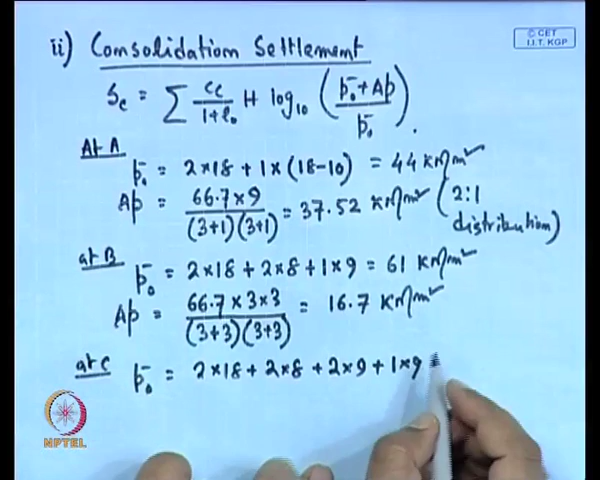 © CET
I.I.T. KGP
ii) Consolidation Settlement
Sc = ∑ Cc/(1+e₀) H log₁₀ ((p̄₀+Δp)/p̄₀).
At A
p̄₀ = 2×18 + 1×(18-10) = 44 kN/m²
Δp = (66.7×9)/((3+1)(3+1)) = 37.52 kN/m² (2:1 distribution)
at B
p̄₀ = 2×18 + 2×8 + 1×9 = 61 kN/m²
Δp = (66.7×3×3)/((3+3)(3+3)) = 16.7 kN/m²
at C
p̄₀ = 2×18 + 2×8 + 2×9 + 1×9 =
NPTEL